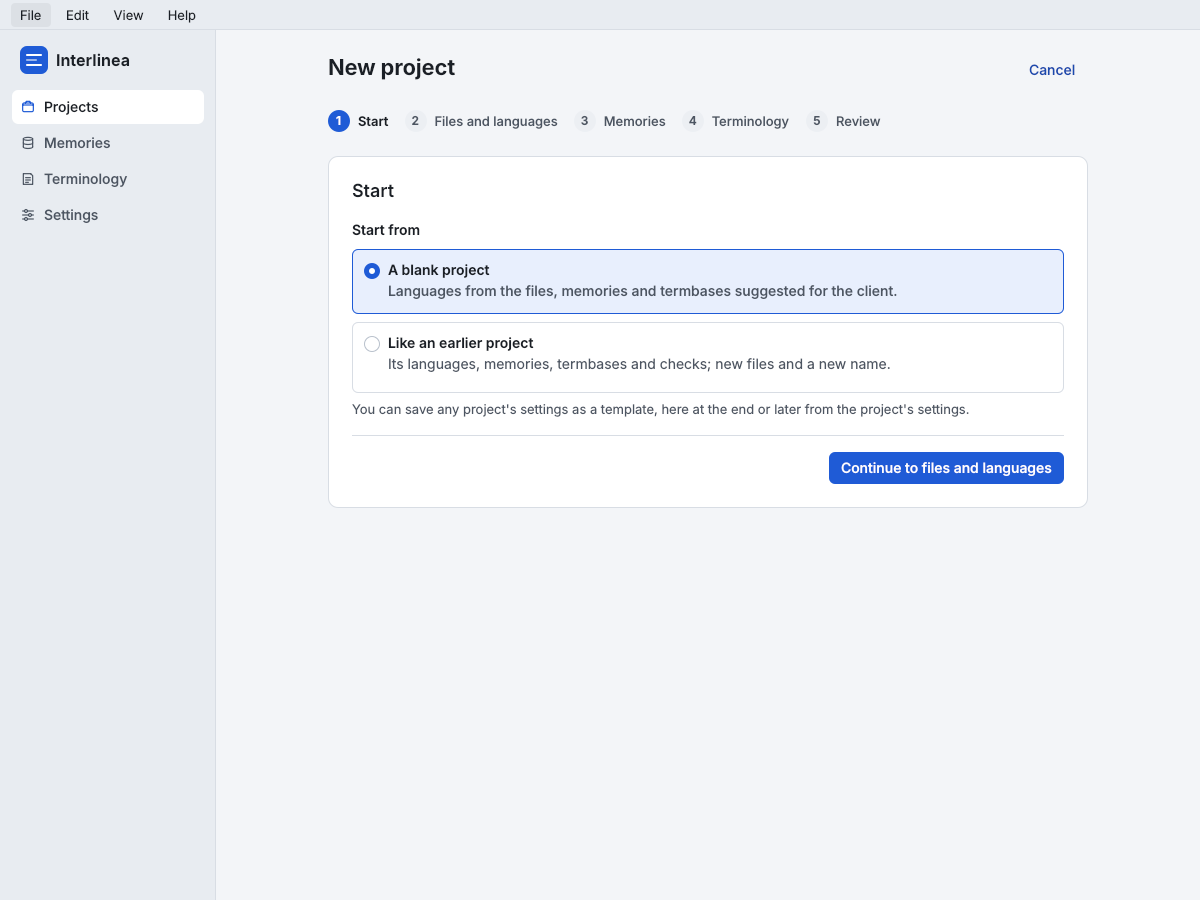 File Edit View Help
Interlinea
Projects
Memories
Terminology
Settings
New project
Cancel
1 Start 2 Files and languages 3 Memories 4 Terminology 5 Review
Start
Start from
A blank project
Languages from the files, memories and termbases suggested for the client.
Like an earlier project
Its languages, memories, termbases and checks; new files and a new name.
You can save any project's settings as a template, here at the end or later from the project's settings.
Continue to files and languages